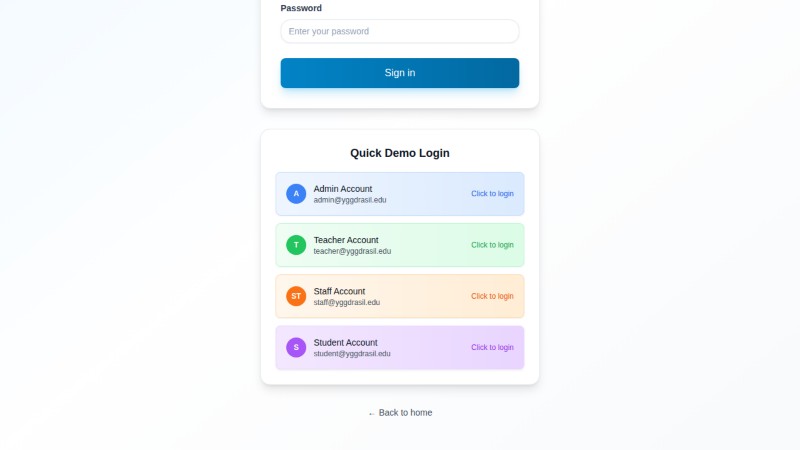 Password
Enter your password
Sign in
Quick Demo Login
A
Admin Account
admin@yggdrasil.edu
Click to login
T
Teacher Account
teacher@yggdrasil.edu
Click to login
ST
Staff Account
staff@yggdrasil.edu
Click to login
S
Student Account
student@yggdrasil.edu
Click to login
← Back to home